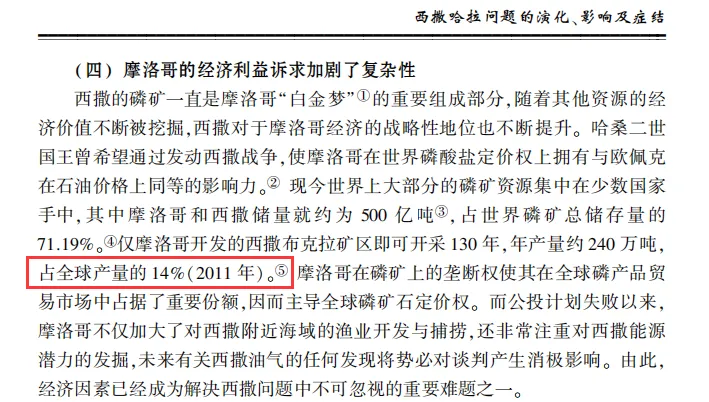 西撒哈拉问题的演化、影响及症结
(四) 摩洛哥的经济利益诉求加剧了复杂性
西撒的磷矿一直是摩洛哥“白金梦”①的重要组成部分,随着其他资源的经
济价值不断被挖掘,西撒对于摩洛哥经济的战略性地位也不断提升。哈桑二世
国王曾希望通过发动西撒战争,使摩洛哥在世界磷酸盐定价权上拥有与欧佩克
在石油价格上同等的影响力。② 现今世界上大部分的磷矿资源集中在少数国家
手中,其中摩洛哥和西撒储量就约为 500 亿吨③,占世界磷矿总储存量的
71.19%。④仅摩洛哥开发的西撒布克拉矿区即可开采 130 年,年产量约 240 万吨,
占全球产量的 14%(2011 年)。⑤ 摩洛哥在磷矿上的垄断权使其在全球磷产品贸
易市场中占据了重要份额,因而主导全球磷矿石定价权。而公投计划失败以来,
摩洛哥不仅加大了对西撒附近海域的渔业开发与捕捞,还非常注重对西撒能源
潜力的发掘,未来有关西撒油气的任何发现将势必对谈判产生消极影响。由此,
经济因素已经成为解决西撒问题中不可忽视的重要难题之一。